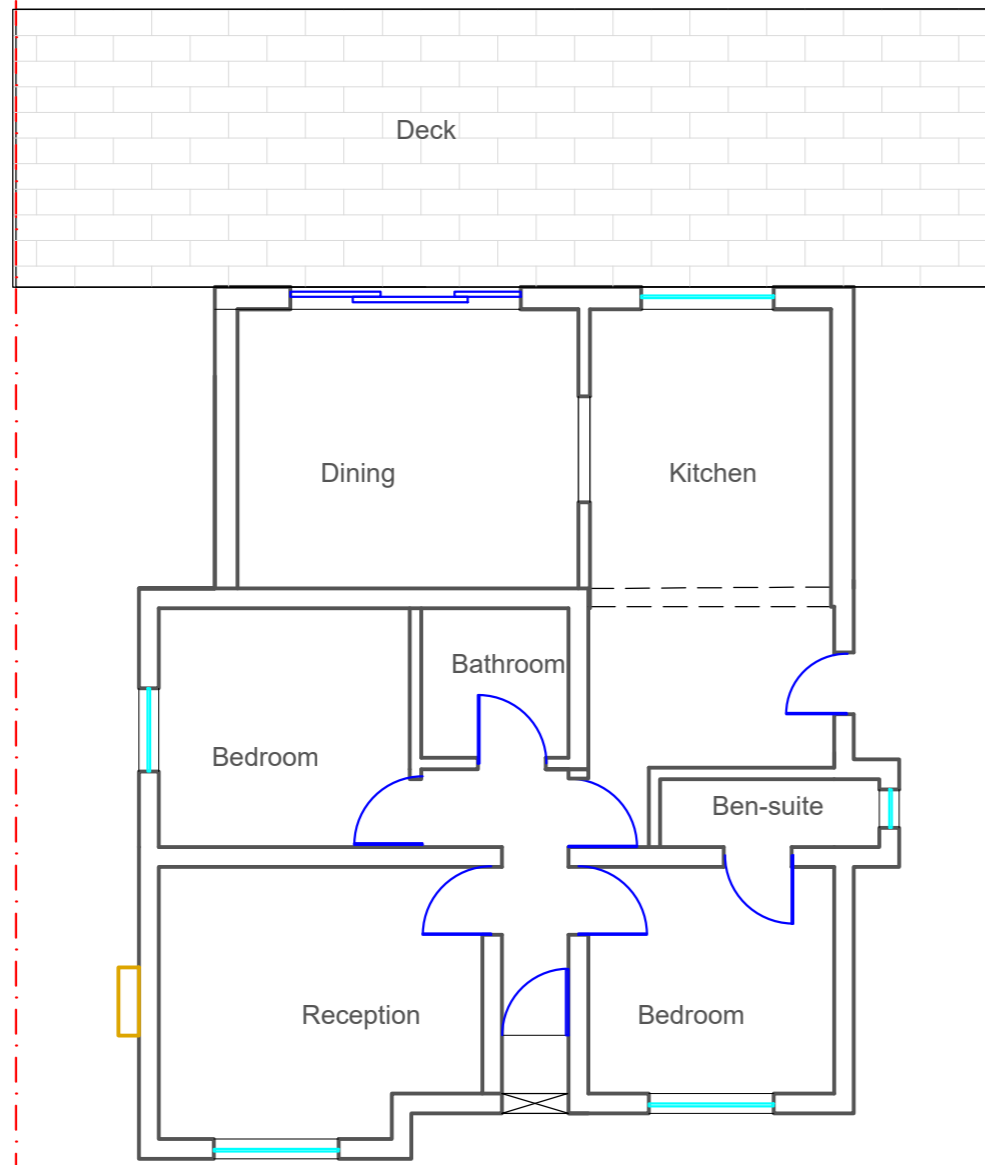 Deck
Dining
Kitchen
Bathroom
Bedroom
Ben-suite
Reception
Bedroom